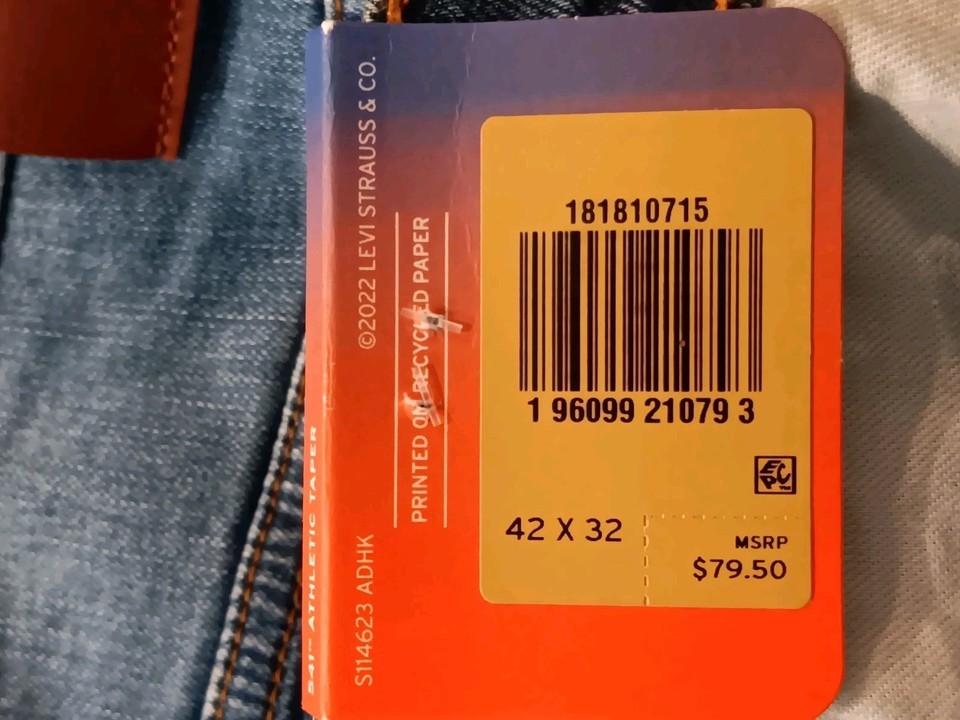 541™ ATHLETIC TAPER
S114623 ADHK
©2022 LEVI STRAUSS & CO.
PRINTED ON RECYCLED PAPER
181810715
1 96099 21079 3
EPC
42 X 32
MSRP
$79.50